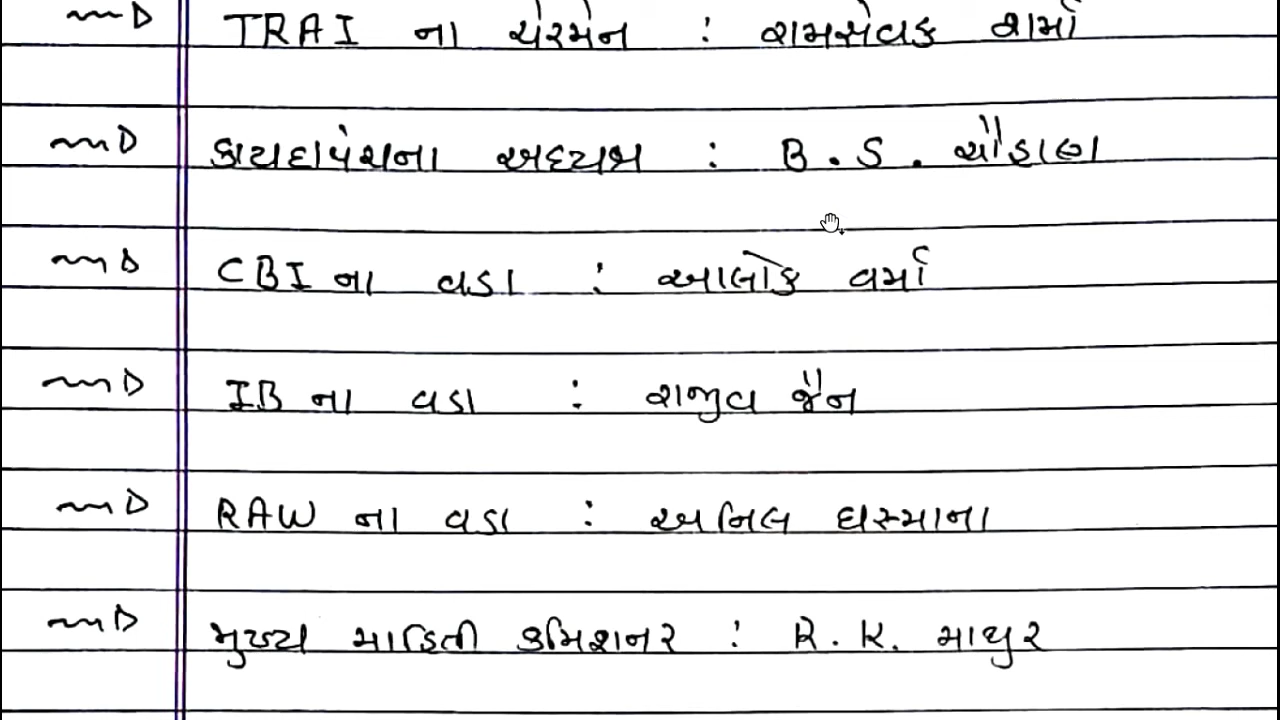 TRAI ના ચેરમેન : રામસેવક શર્મા
કાયદાપંચના અધ્યક્ષ : B. S. ચૌહાણ
CBI ના વડા : આલોક વર્મા
IB ના વડા : રાજીવ જૈન
RAW ના વડા : અનિલ ઘસ્માના
મુખ્ય માહિતી કમિશનર : R. K. માથુર